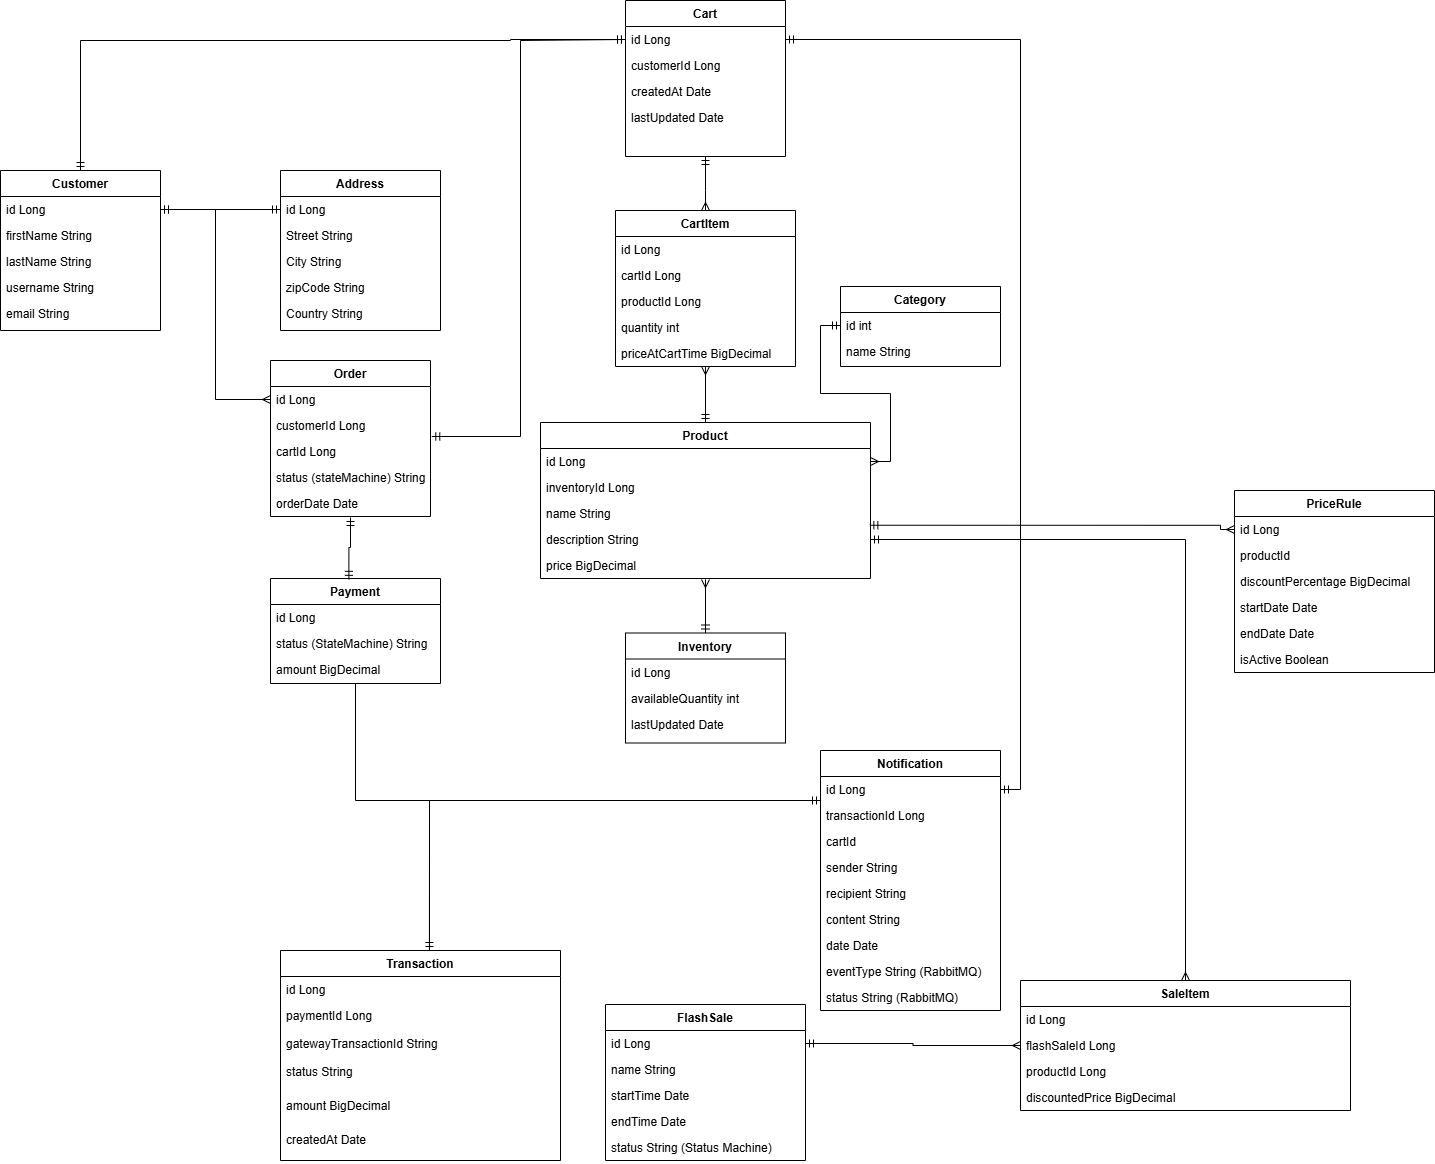 Cart
id Long
customerId Long
createdAt Date
lastUpdated Date
Customer
id Long
firstName String
lastName String
username String
email String
Address
id Long
Street String
City String
zipCode String
Country String
CartItem
id Long
cartId Long
productId Long
quantity int
priceAtCartTime BigDecimal
Category
id int
name String
Order
id Long
customerId Long
cartId Long
status (stateMachine) String
orderDate Date
Product
id Long
inventoryId Long
name String
description String
price BigDecimal
PriceRule
id Long
productId
discountPercentage BigDecimal
startDate Date
endDate Date
isActive Boolean
Payment
id Long
status (StateMachine) String
amount BigDecimal
Inventory
id Long
availableQuantity int
lastUpdated Date
Notification
id Long
transactionId Long
cartId
sender String
recipient String
content String
date Date
eventType String (RabbitMQ)
status String (RabbitMQ)
Transaction
id Long
paymentId Long
gatewayTransactionId String
status String
amount BigDecimal
createdAt Date
FlashSale
id Long
name String
startTime Date
endTime Date
status String (Status Machine)
SaleItem
id Long
flashSaleId Long
productId Long
discountedPrice BigDecimal